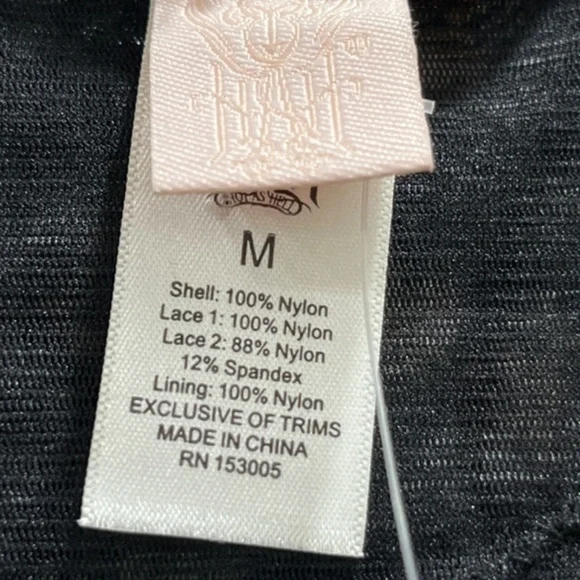 M
Shell: 100% Nylon
Lace 1: 100% Nylon
Lace 2: 88% Nylon
12% Spandex
Lining: 100% Nylon
EXCLUSIVE OF TRIMS
MADE IN CHINA
RN 153005